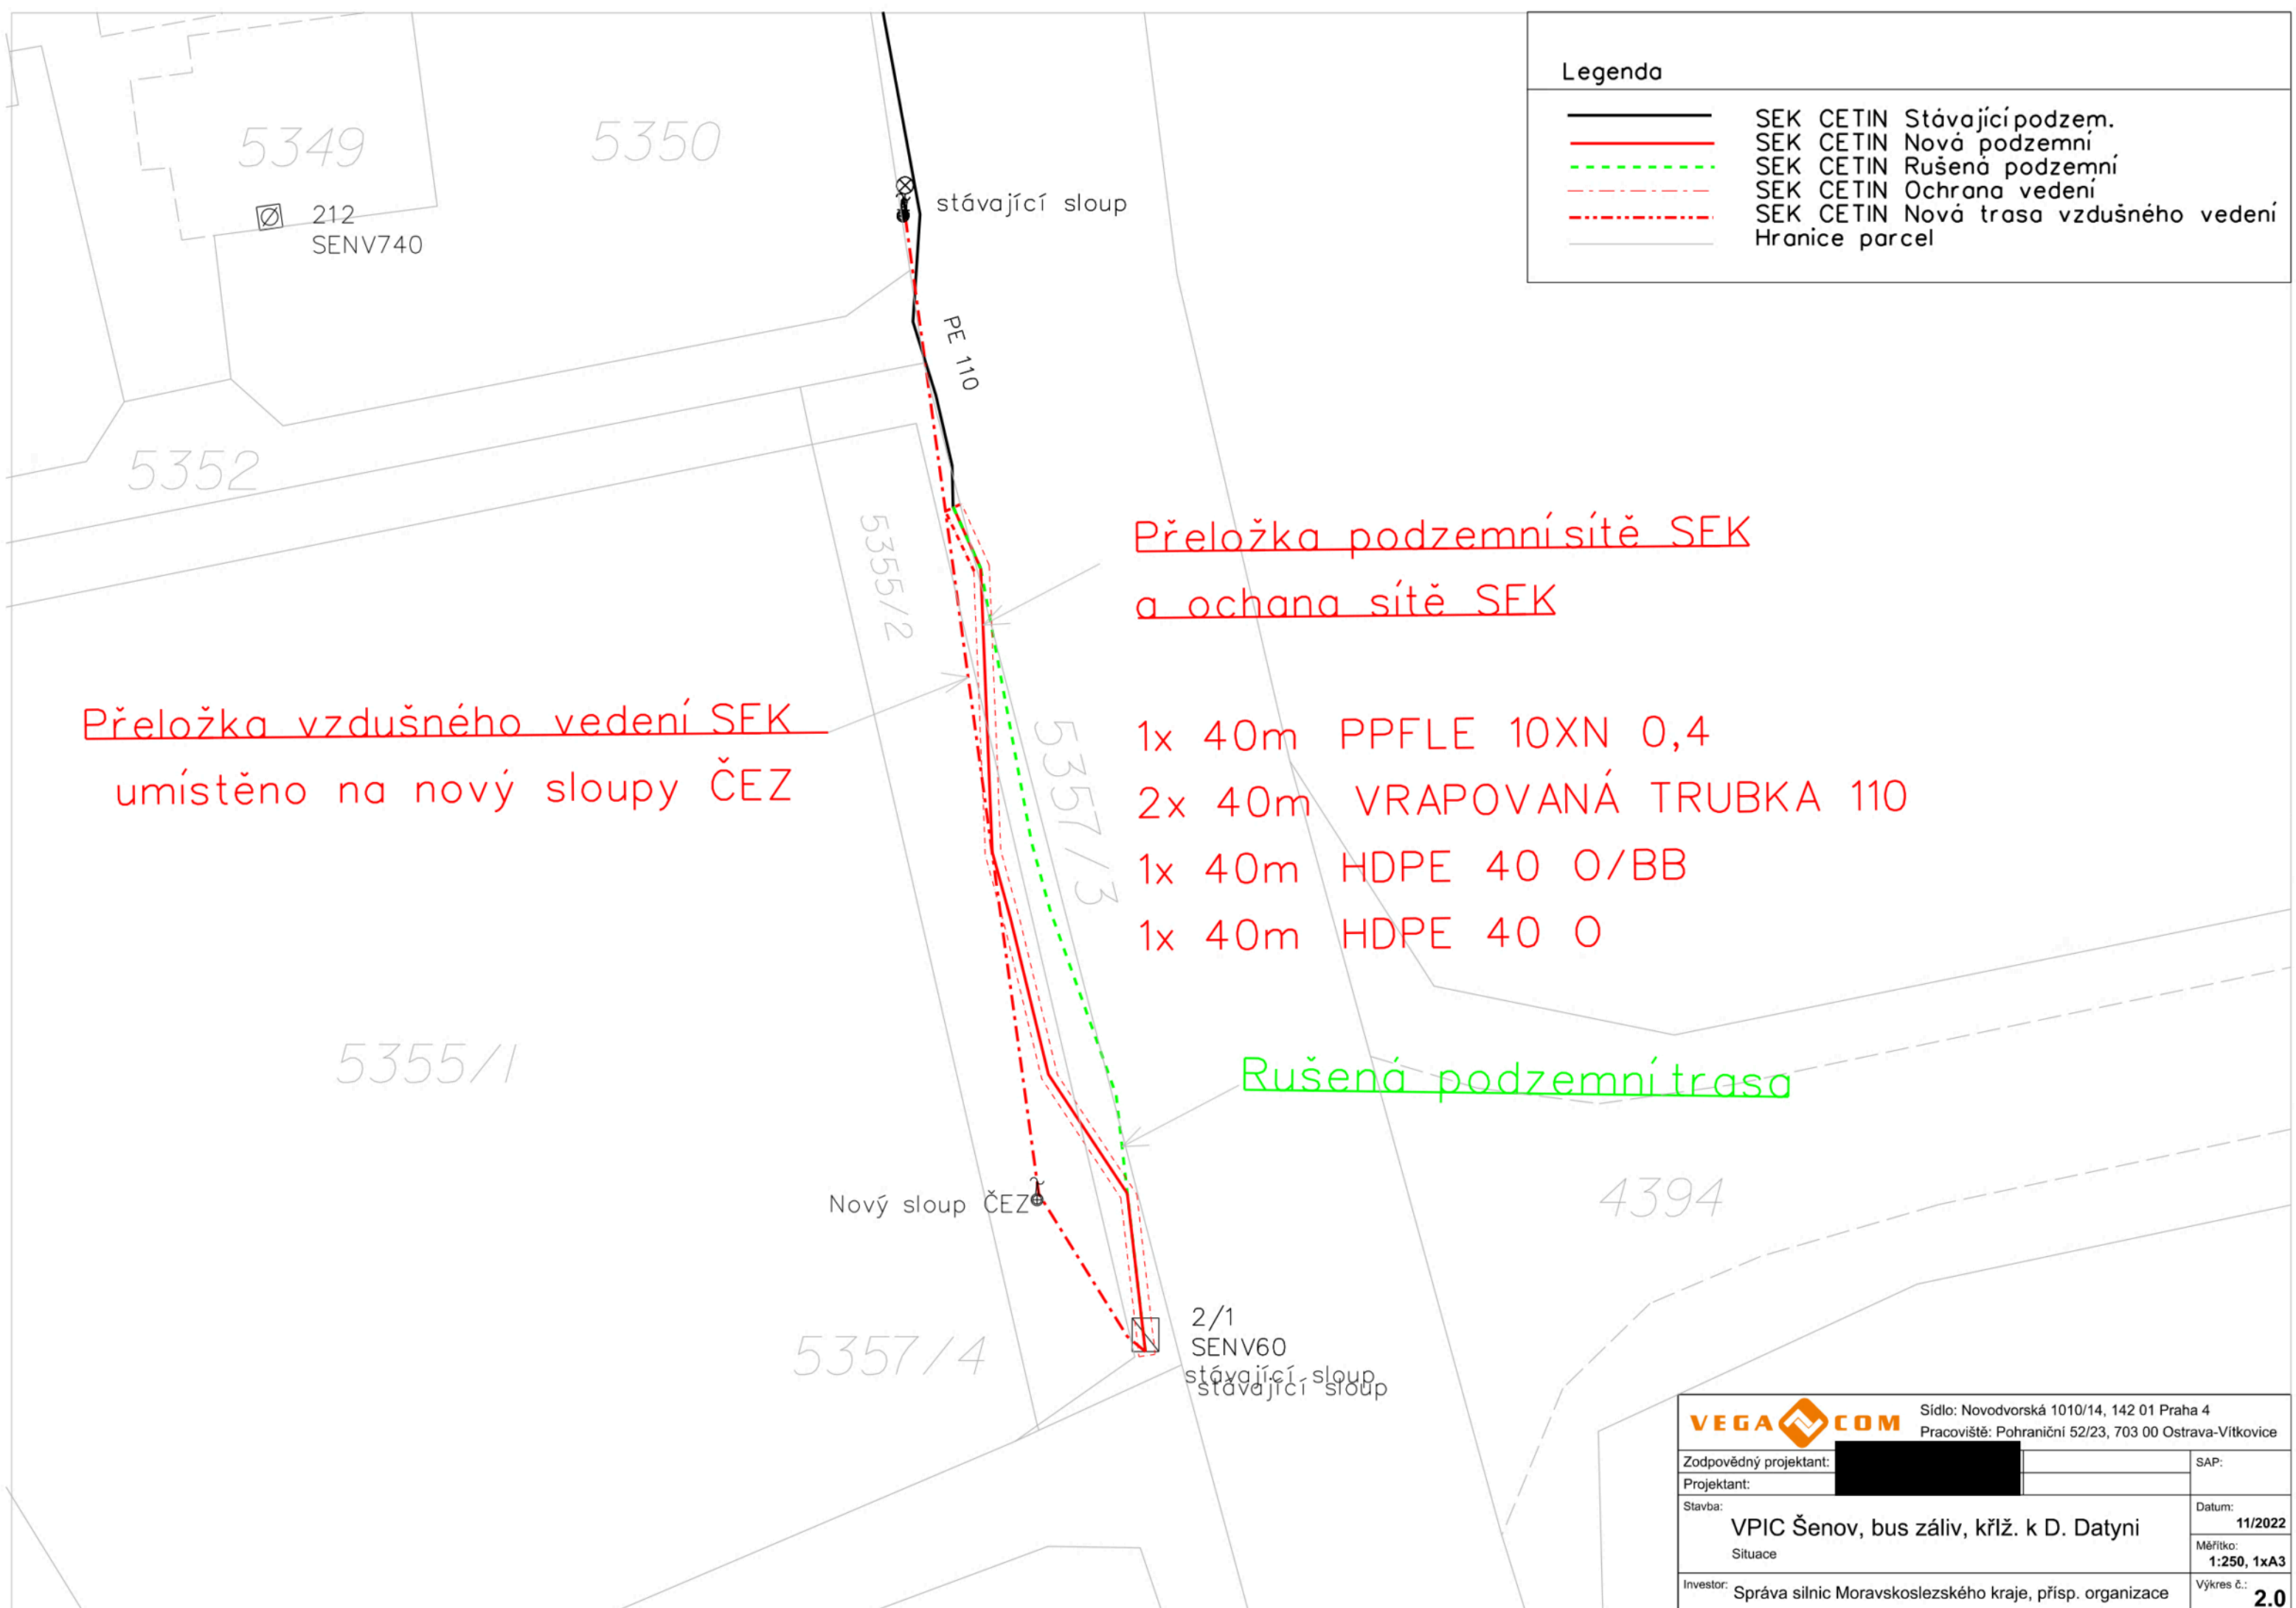 Legenda
SEK CETIN Stávající podzem.
SEK CETIN Nová podzemní
SEK CETIN Rušená podzemní
SEK CETIN Ochrana vedení
SEK CETIN Nová trasa vzdušného vedení
Hranice parcel
5349
5350
212
SENV740
stávající sloup
PE 110
5352
5355/2
Přeložka podzemní sítě SEK
a ochana sítě SEK
Přeložka vzdušného vedení SEK
umístěno na nový sloupy ČEZ
5357/3
1x 40m PPFLE 10XN 0,4
2x 40m VRAPOVANÁ TRUBKA 110
1x 40m HDPE 40 O/BB
1x 40m HDPE 40 O
5355/1
Rušená podzemní trasa
4394
Nový sloup ČEZ
5357/4
2/1
SENV60
stávající sloup
stávající sloup
VEGACOM
Sídlo: Novodvorská 1010/14, 142 01 Praha 4
Pracoviště: Pohraniční 52/23, 703 00 Ostrava-Vítkovice
Zodpovědný projektant:
SAP:
Projektant:
Stavba:
VPIC Šenov, bus záliv, křIž. k D. Datyni
Situace
Datum:
11/2022
Měřítko:
1:250, 1xA3
Investor: Správa silnic Moravskoslezského kraje, přísp. organizace
Výkres č.: 2.0